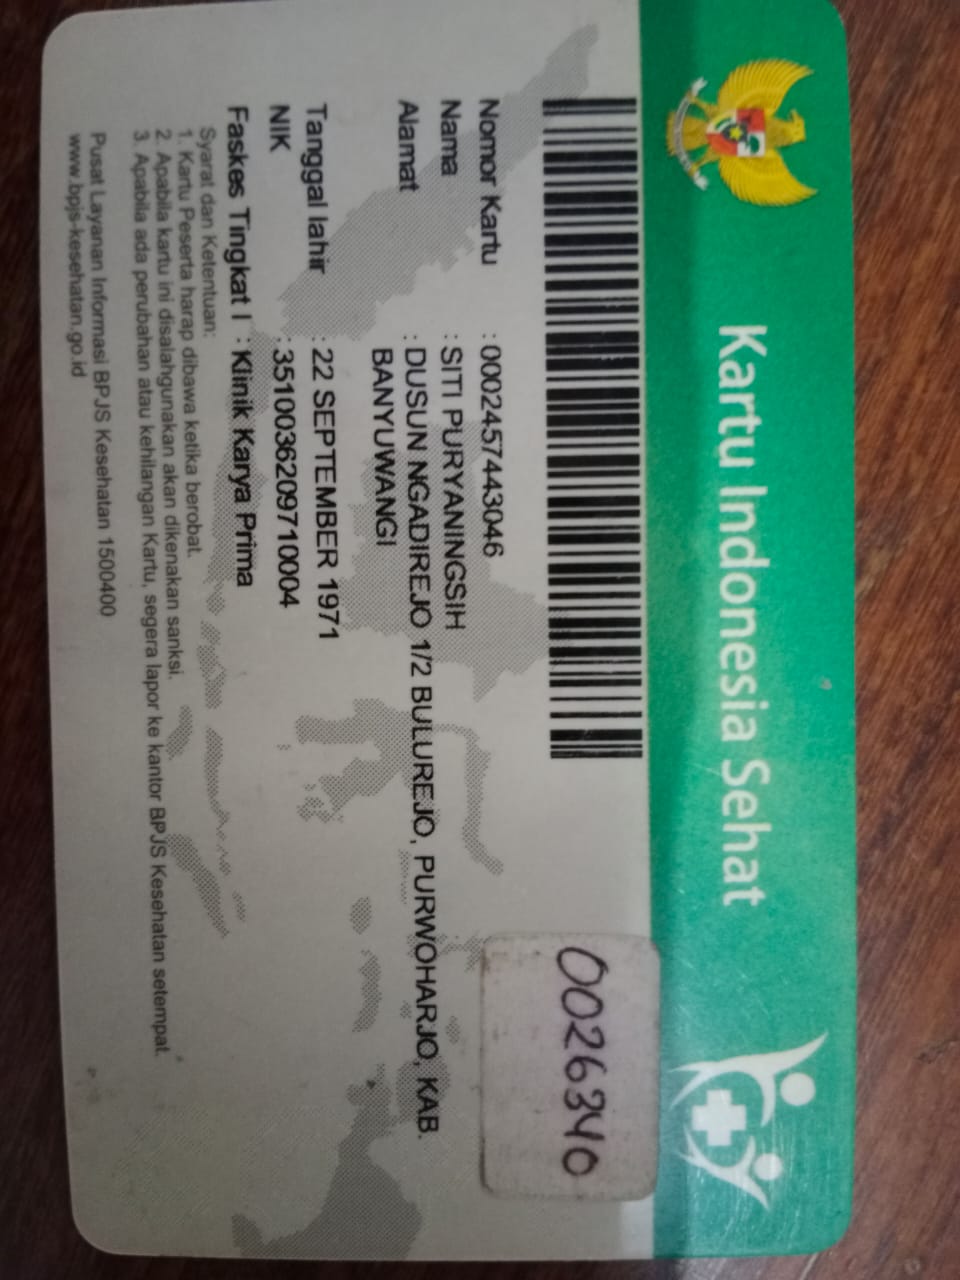 Kartu Indonesia Sehat
0026340
Nomor Kartu : 0002457443046
Nama : SITI PURYANINGSIH
Alamat : DUSUN NGADIREJO 1/2 BULUREJO, PURWOHARJO, KAB.
BANYUWANGI
Tanggal lahir : 22 SEPTEMBER 1971
NIK : 3510036209710004
Faskes Tingkat I : Klinik Karya Prima
Syarat dan Ketentuan:
1. Kartu Peserta harap dibawa ketika berobat.
2. Apabila kartu ini disalahgunakan akan dikenakan sanksi.
3. Apabila ada perubahan atau kehilangan Kartu, segera lapor ke kantor BPJS Kesehatan setempat.
Pusat Layanan Informasi BPJS Kesehatan 1500400
www.bpjs-kesehatan.go.id